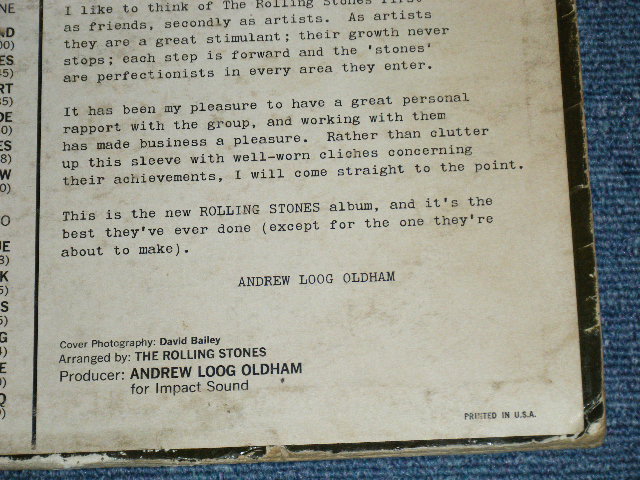 I like to think of The Rolling Stones first
as friends, secondly as artists. As artists
they are a great stimulant; their growth never
stops; each step is forward and the 'stones'
are perfectionists in every area they enter.
It has been my pleasure to have a great personal
rapport with the group, and working with them
has made business a pleasure. Rather than clutter
up this sleeve with well-worn cliches concerning
their achievements, I will come straight to the point.
This is the new ROLLING STONES album, and it's the
best they've ever done (except for the one they're
about to make).
ANDREW LOOG OLDHAM
Cover Photography: David Bailey
Arranged by: THE ROLLING STONES
Producer: ANDREW LOOG OLDHAM
for Impact Sound
PRINTED IN U.S.A.